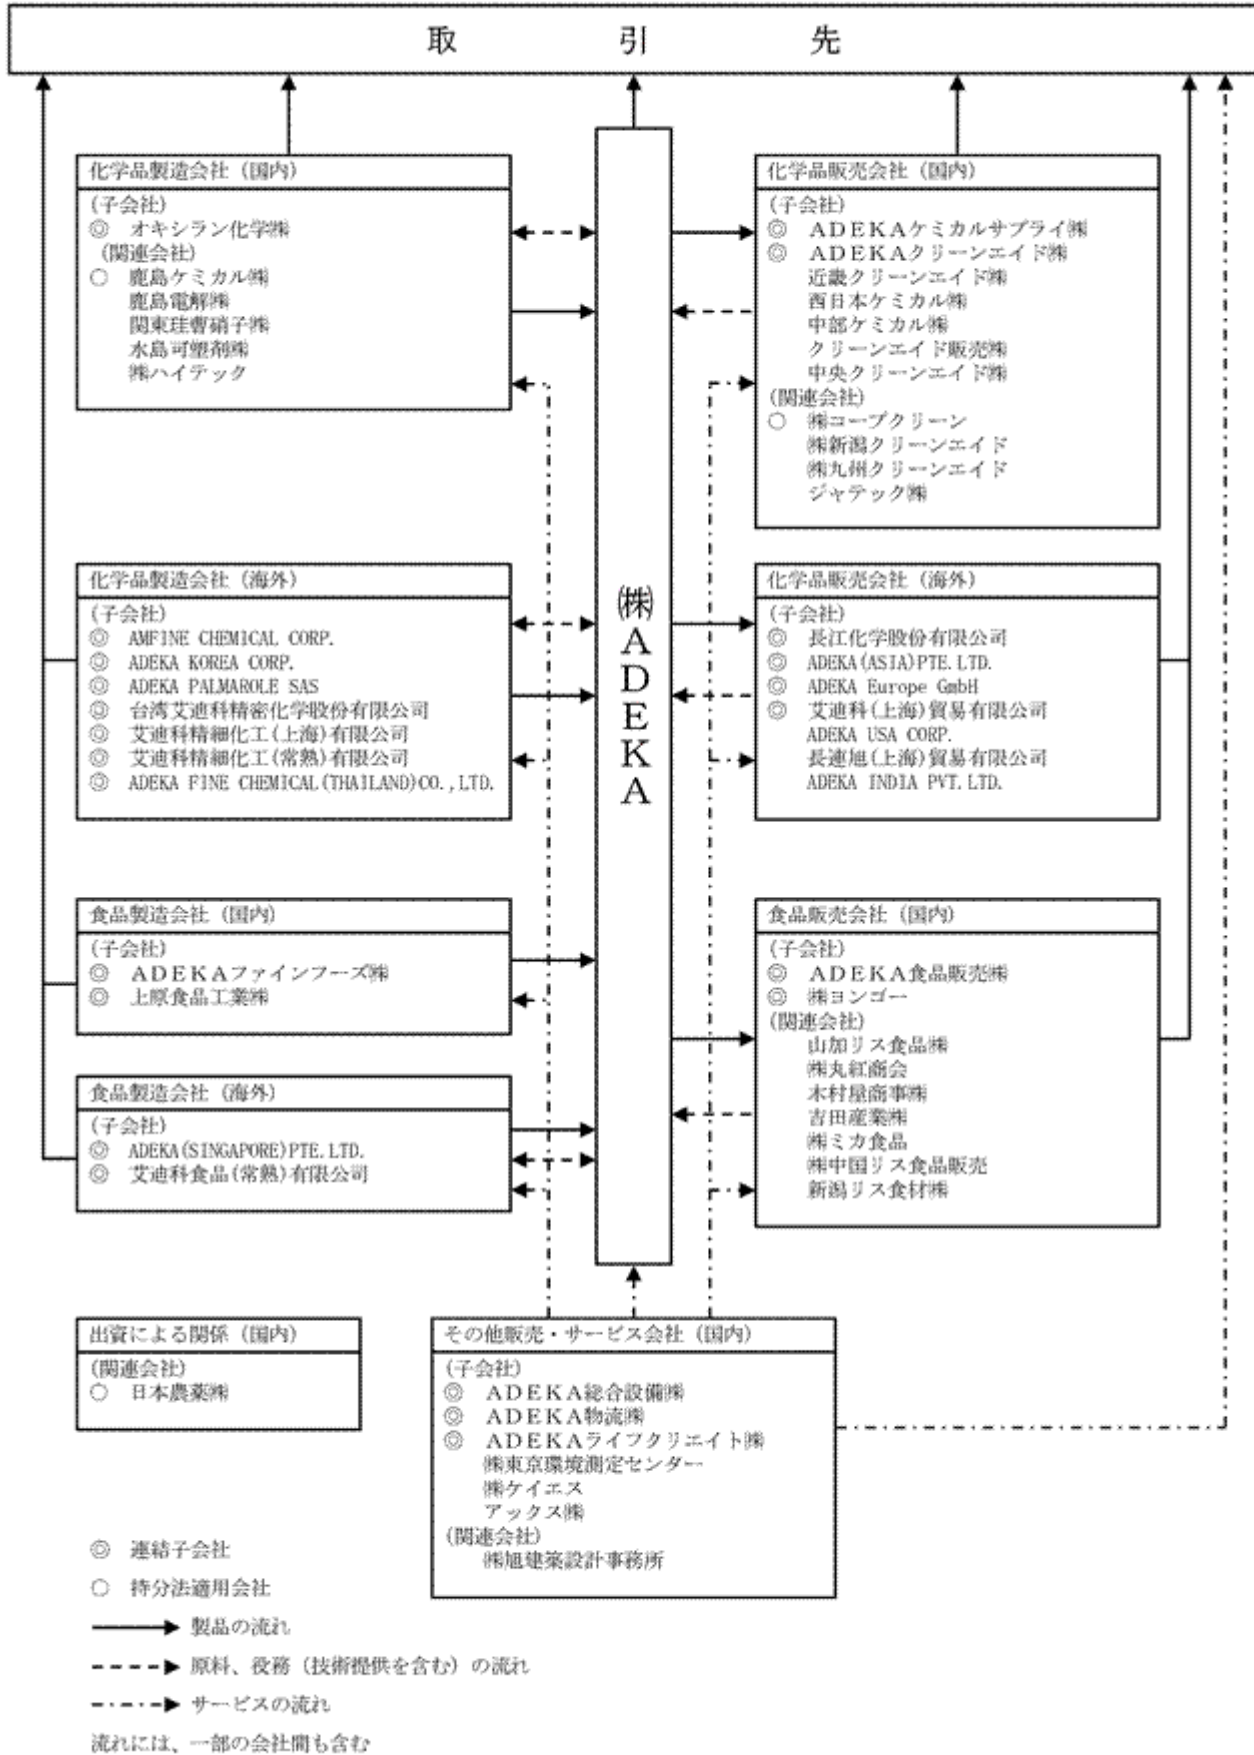 取引先
化学品製造会社（国内）
(子会社)
◎ オキシラン化学㈱
(関連会社)
○ 鹿島ケミカル㈱
鹿島電解㈱
関東珪曹硝子㈱
水島可塑剤㈱
㈱ハイテック
化学品販売会社（国内）
(子会社)
◎ ＡＤＥＫＡケミカルサプライ㈱
◎ ＡＤＥＫＡクリーンエイド㈱
近畿クリーンエイド㈱
西日本ケミカル㈱
中部ケミカル㈱
クリーンエイド販売㈱
中央クリーンエイド㈱
(関連会社)
○ ㈱コープクリーン
㈱新潟クリーンエイド
㈱九州クリーンエイド
ジャテック㈱
㈱ＡＤＥＫＡ
化学品製造会社（海外）
(子会社)
◎ AMFINE CHEMICAL CORP.
◎ ADEKA KOREA CORP.
◎ ADEKA PALMAROLE SAS
◎ 台湾艾迪科精密化学股份有限公司
◎ 艾迪科精細化工(上海)有限公司
◎ 艾迪科精細化工(常熟)有限公司
◎ ADEKA FINE CHEMICAL(THAILAND)CO.,LTD.
化学品販売会社（海外）
(子会社)
◎ 長江化学股份有限公司
◎ ADEKA(ASIA)PTE.LTD.
◎ ADEKA Europe GmbH
◎ 艾迪科(上海)貿易有限公司
ADEKA USA CORP.
長連旭(上海)貿易有限公司
ADEKA INDIA PVT.LTD.
食品製造会社（国内）
(子会社)
◎ ＡＤＥＫＡファインフーズ㈱
◎ 上原食品工業㈱
食品販売会社（国内）
(子会社)
◎ ＡＤＥＫＡ食品販売㈱
◎ ㈱ヨンゴー
(関連会社)
山加リス食品㈱
㈱丸紅商会
木村屋商事㈱
吉田産業㈱
㈱ミカ食品
㈱中国リス食品販売
新潟リス食材㈱
食品製造会社（海外）
(子会社)
◎ ADEKA(SINGAPORE)PTE.LTD.
◎ 艾迪科食品(常熟)有限公司
出資による関係（国内）
(関連会社)
○ 日本農薬㈱
その他販売・サービス会社（国内）
(子会社)
◎ ＡＤＥＫＡ総合設備㈱
◎ ＡＤＥＫＡ物流㈱
◎ ＡＤＥＫＡライフクリエイト㈱
㈱東京環境測定センター
㈱ケイエス
アックス㈱
(関連会社)
㈱旭建築設計事務所
◎ 連結子会社
○ 持分法適用会社
製品の流れ
原料、役務（技術提供を含む）の流れ
サービスの流れ
流れには、一部の会社間も含む